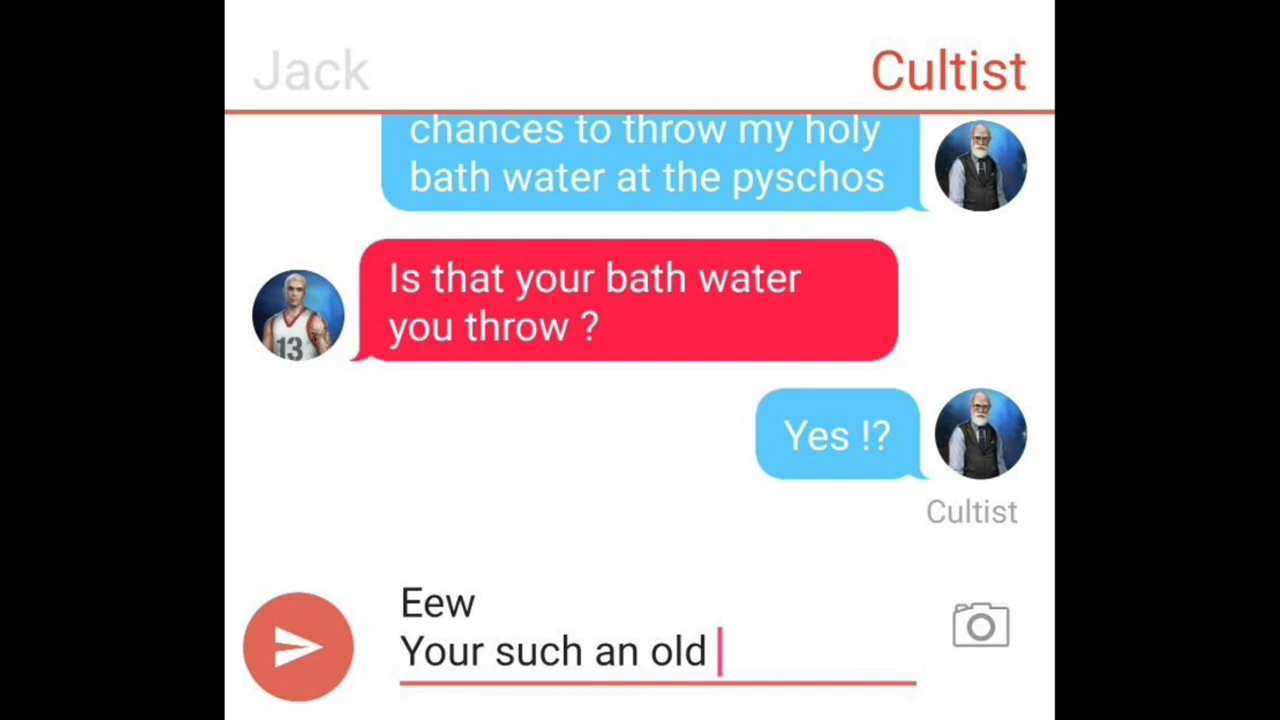 Jack
Cultist
chances to throw my holy
bath water at the pyschos
Is that your bath water
you throw ?
13
Yes !?
Cultist
Eew
Your such an old